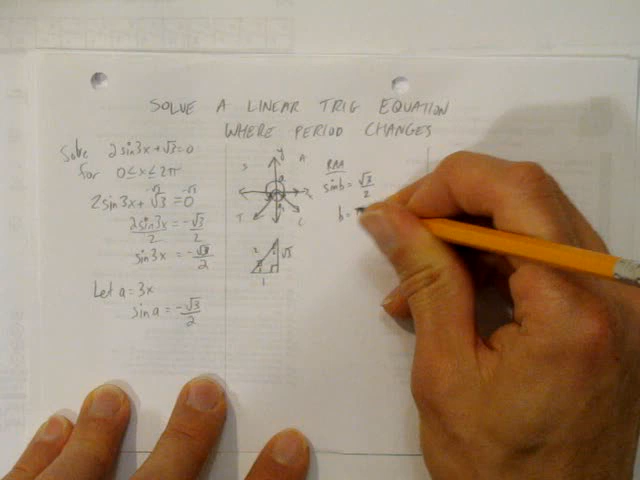 SOLVE A LINEAR TRIG EQUATION
WHERE PERIOD CHANGES
Solve 2sin3x + √3 = 0
for 0 ≤ x ≤ 2π
2sin3x + √3 = 0
-√3 -√3
2sin3x = -√3
2 2
sin3x = -√3/2
Let a = 3x
sin a = -√3/2
y
S A
x
T C
2 √3
1
RAA
sin b = √3/2
b = π